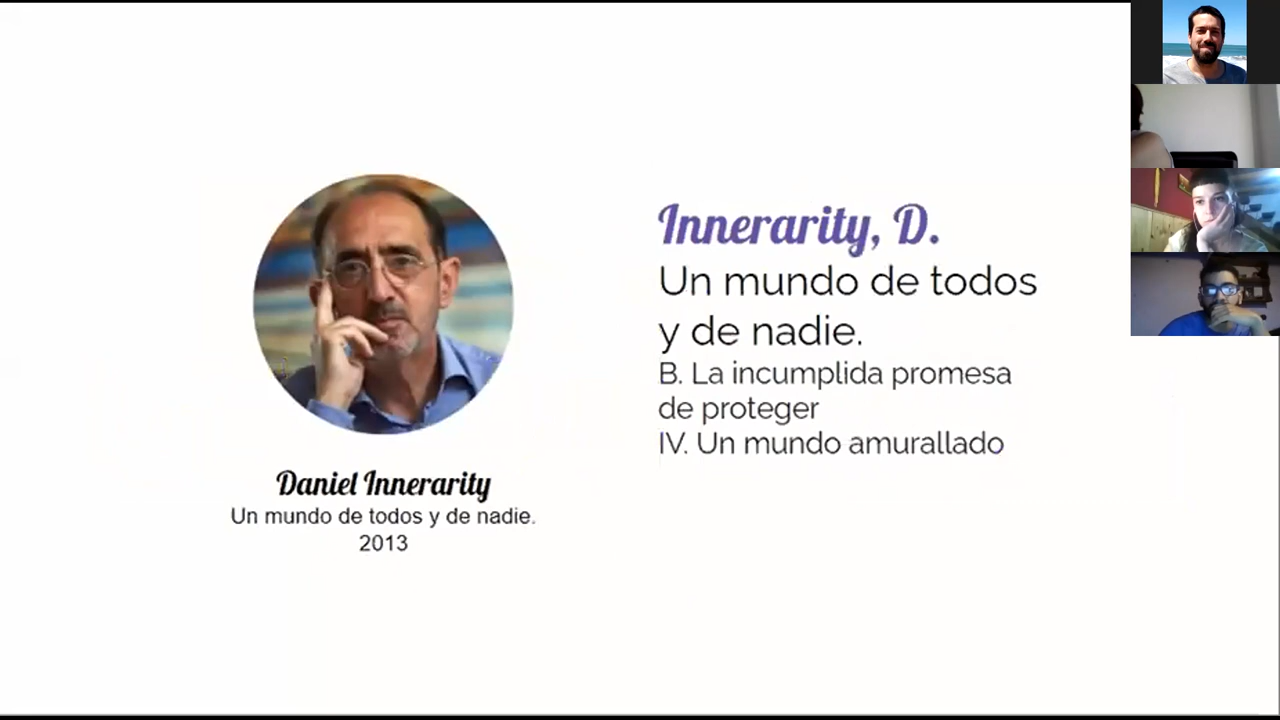 Innerarity, D.
Un mundo de todos
y de nadie.
B. La incumplida promesa
de proteger
IV. Un mundo amurallado
Daniel Innerarity
Un mundo de todos y de nadie.
2013